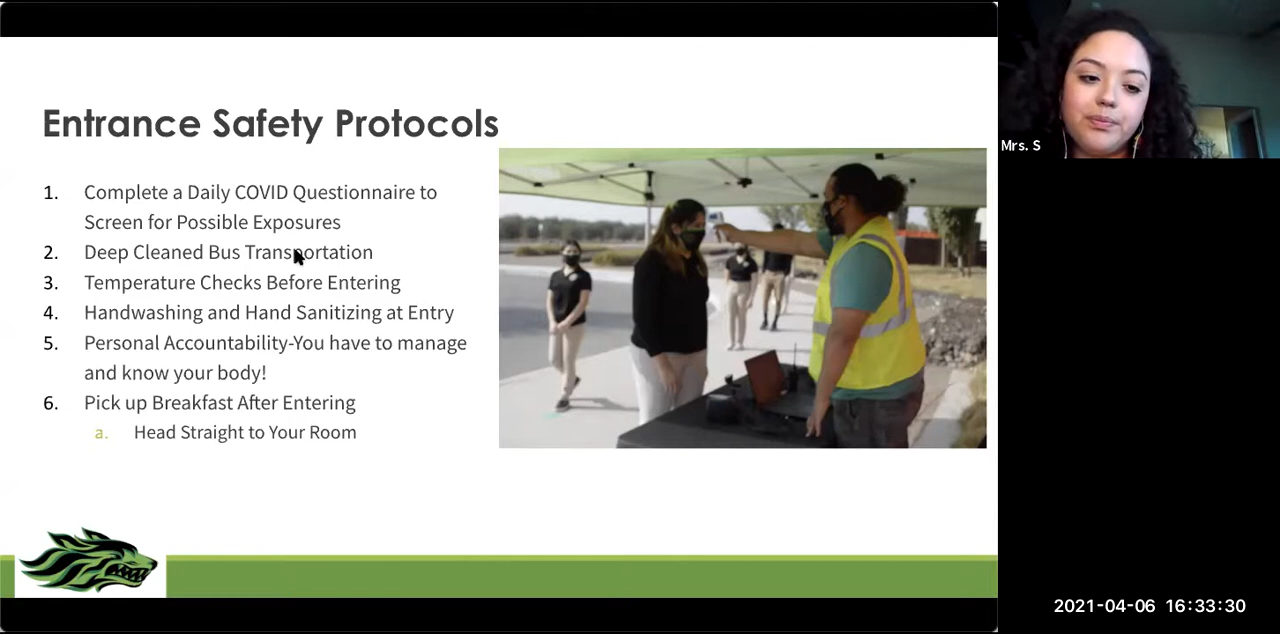 Entrance Safety Protocols
1. Complete a Daily COVID Questionnaire to
Screen for Possible Exposures
2. Deep Cleaned Bus Transportation
3. Temperature Checks Before Entering
4. Handwashing and Hand Sanitizing at Entry
5. Personal Accountability-You have to manage
and know your body!
6. Pick up Breakfast After Entering
a. Head Straight to Your Room
Mrs. S
2021-04-06 16:33:30